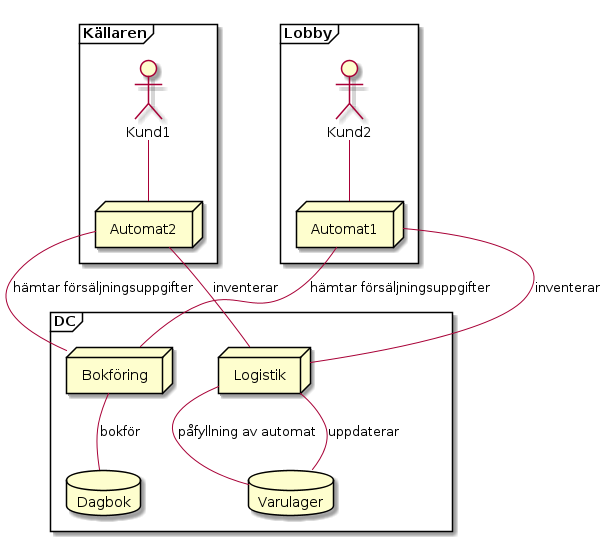 Källaren
Lobby
Kund1
Kund2
Automat2
Automat1
hämtar försäljningsuppgifter
inventerar
hämtar försäljningsuppgifter
inventerar
DC
Bokföring
Logistik
bokför
påfyllning av automat
uppdaterar
Dagbok
Varulager